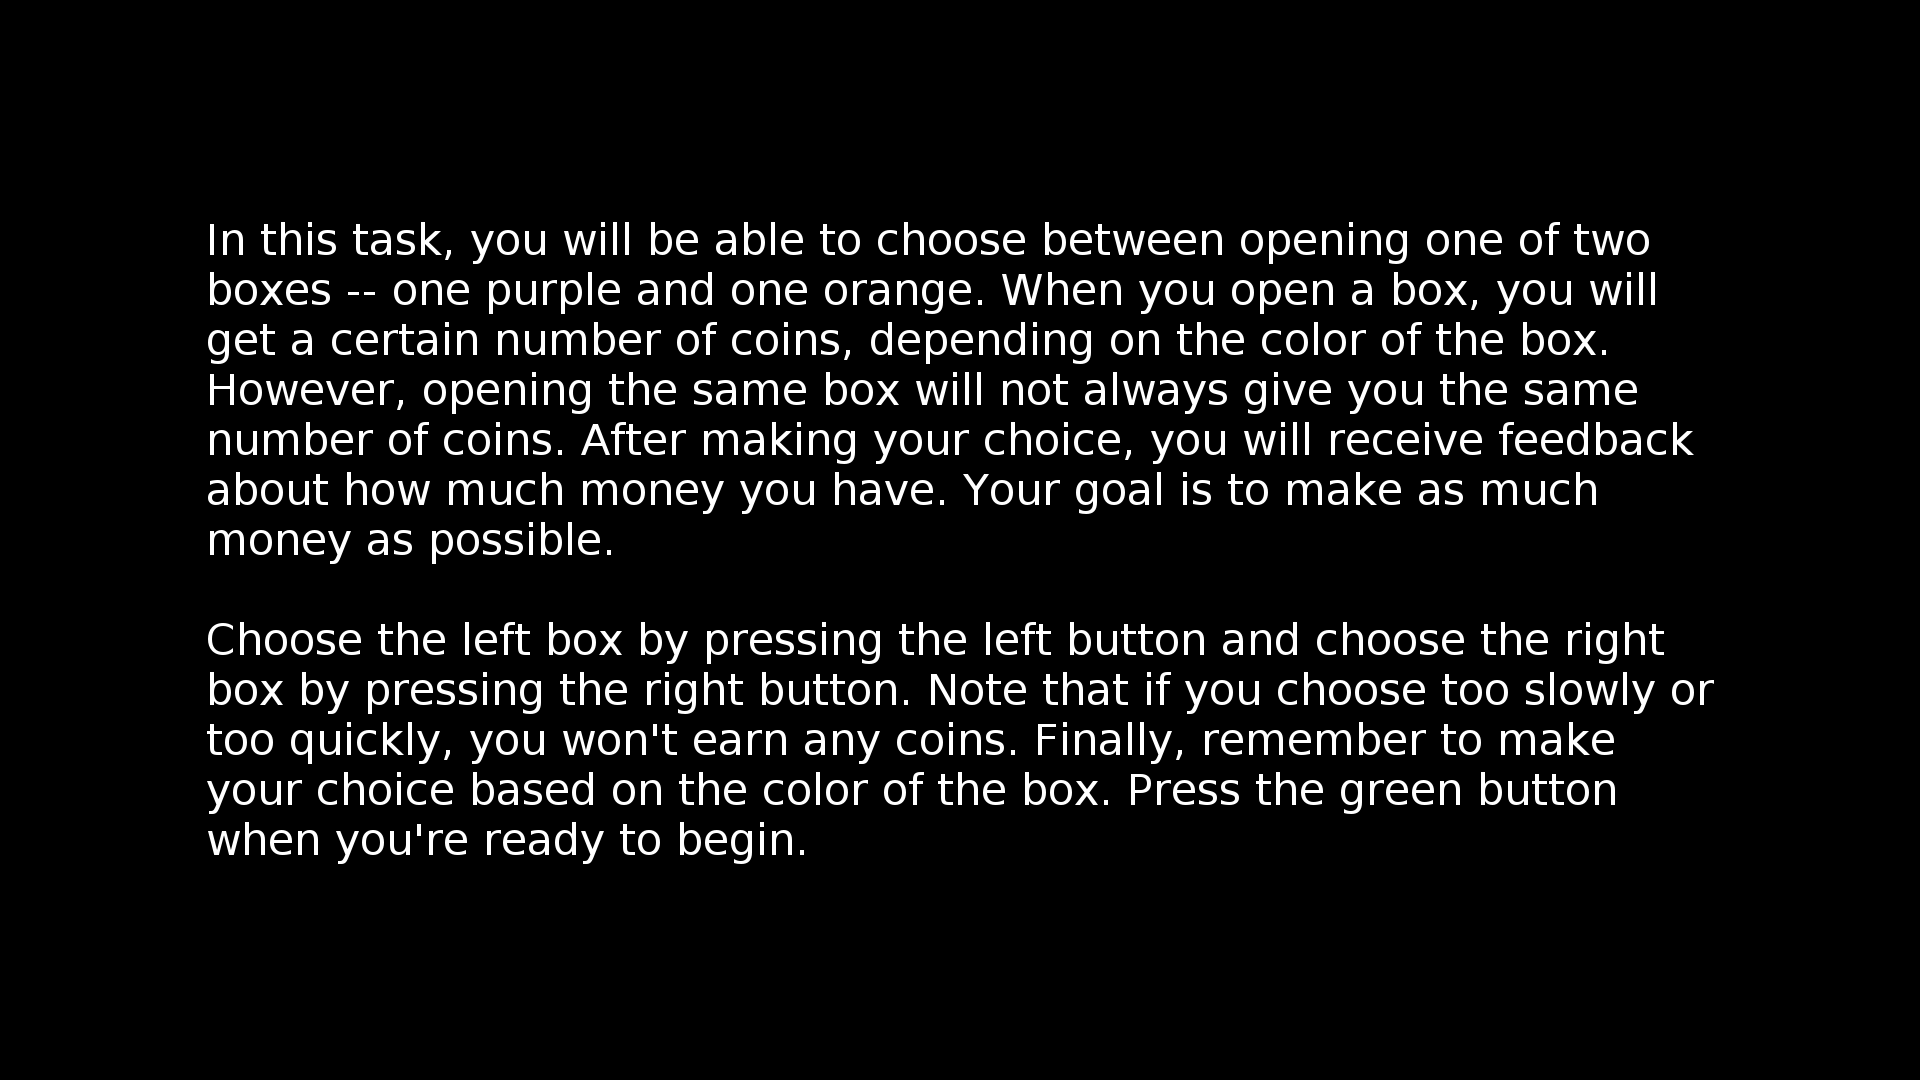 In this task, you will be able to choose between opening one of two
boxes -- one purple and one orange. When you open a box, you will
get a certain number of coins, depending on the color of the box.
However, opening the same box will not always give you the same
number of coins. After making your choice, you will receive feedback
about how much money you have. Your goal is to make as much
money as possible.
Choose the left box by pressing the left button and choose the right
box by pressing the right button. Note that if you choose too slowly or
too quickly, you won't earn any coins. Finally, remember to make
your choice based on the color of the box. Press the green button
when you're ready to begin.